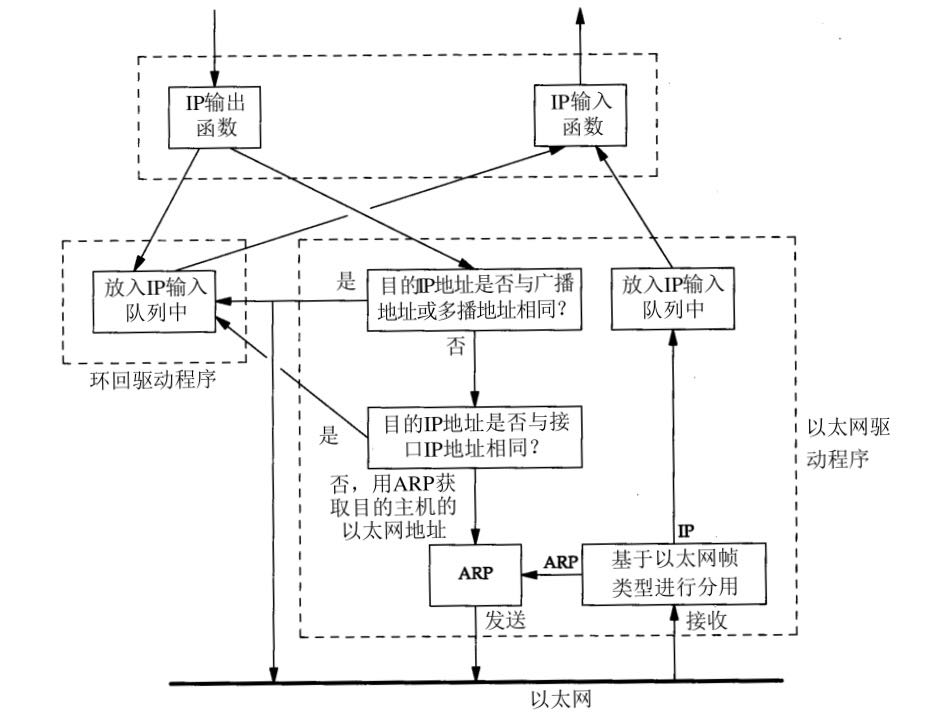 IP输出
函数
IP输入
函数
放入IP输入
队列中
环回驱动程序
是
目的IP地址是否与广播
地址或多播地址相同?
放入IP输入
队列中
否
是
目的IP地址是否与接
口IP地址相同?
以太网驱
动程序
否，用ARP获
取目的主机的
以太网地址
IP
ARP
ARP
基于以太网帧
类型进行分用
发送
接收
以太网